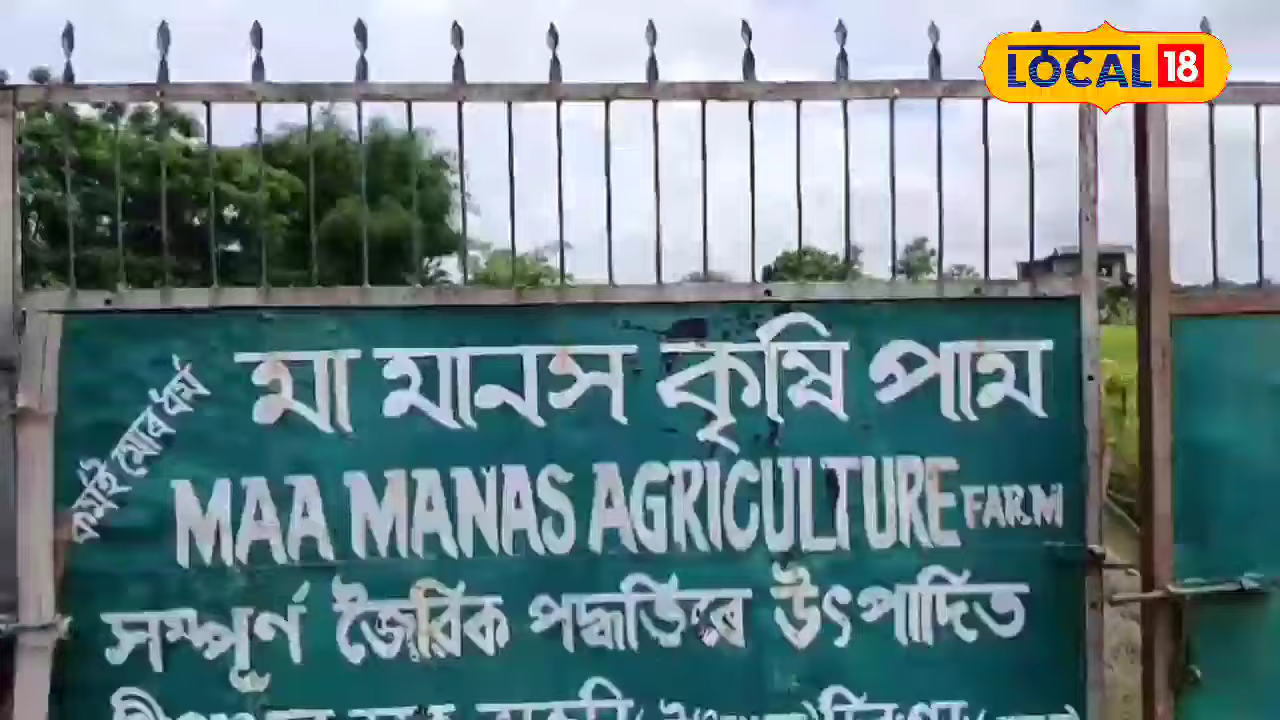 LOCAL 18
কৰ্মই মোৰ ধৰ্ম
মা মানস কৃষি পাম
MAA MANAS AGRICULTURE FARM
সম্পূৰ্ণ জৈৱিক পদ্ধতিৰে উৎপাদিত